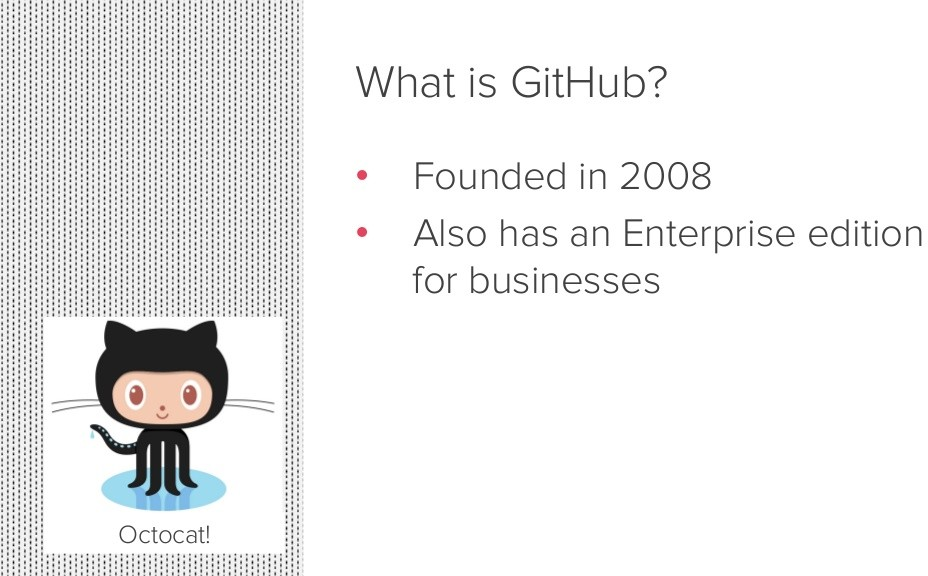 What is GitHub?
• Founded in 2008
• Also has an Enterprise edition
for businesses
Octocat!